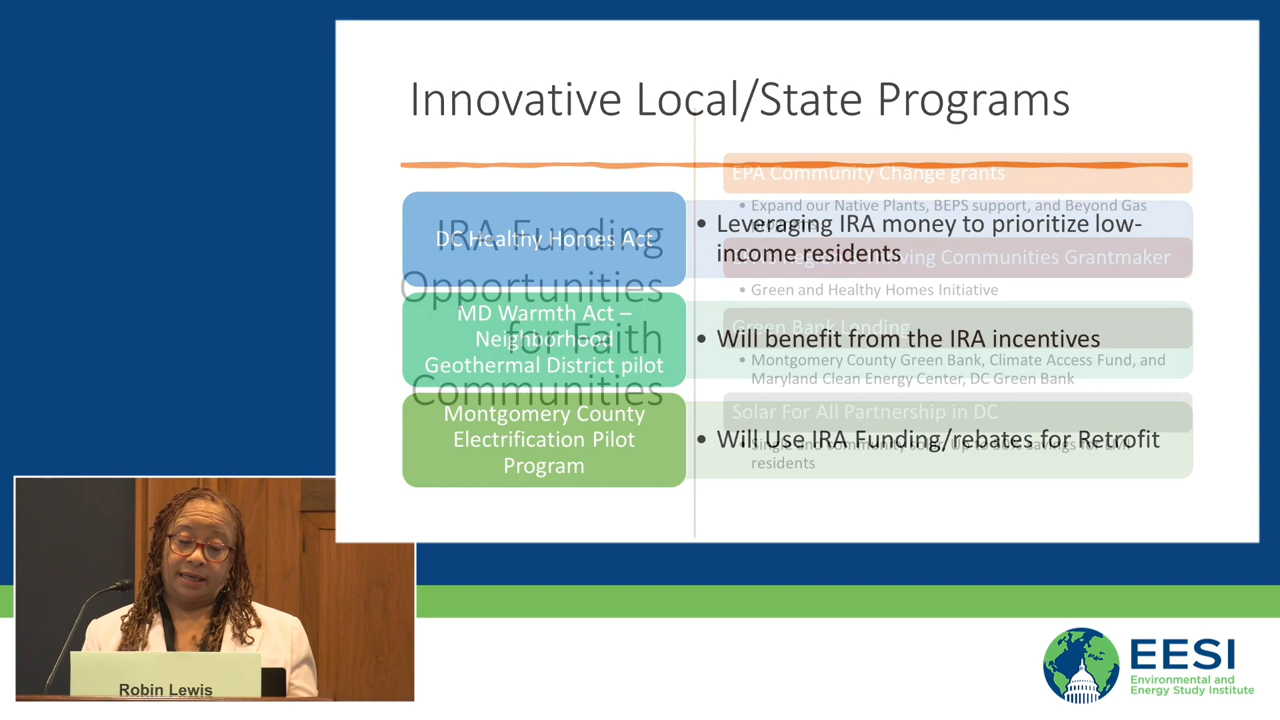 Innovative Local/State Programs
EPA Community Change grants
• Expand our Native Plants, BEPS support, and Beyond Gas
IRA Funding
Opportunities
for Faith
Communities
DC Healthy Homes Act
• Leveraging IRA money to prioritize low-
income residents
Thriving Communities Grantmaker
• Green and Healthy Homes Initiative
MD Warmth Act –
Neighborhood
Geothermal District pilot
Green Bank Lending
• Will benefit from the IRA incentives
• Montgomery County Green Bank, Climate Access Fund, and
Maryland Clean Energy Center, DC Green Bank
Montgomery County
Electrification Pilot
Program
Solar For All Partnership in DC
• Will Use IRA Funding/rebates for Retrofit
residents
Robin Lewis
EESI
Environmental and
Energy Study Institute